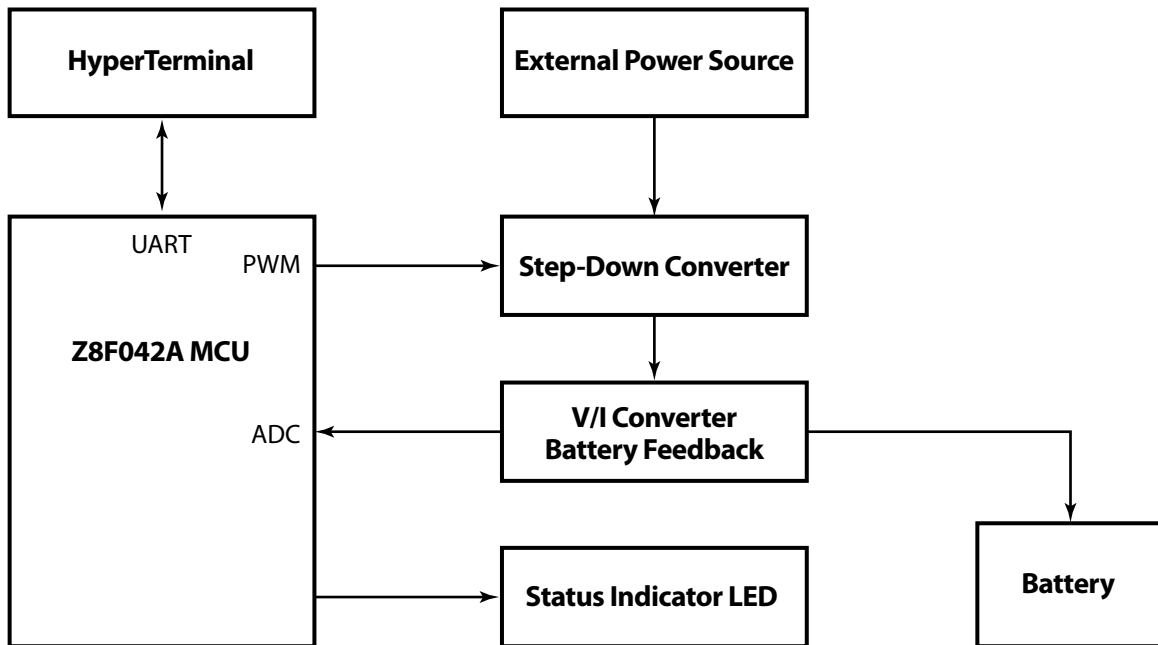 HyperTerminal
External Power Source
UART
PWM
Step-Down Converter
Z8F042A MCU
V/I Converter
Battery Feedback
ADC
Status Indicator LED
Battery